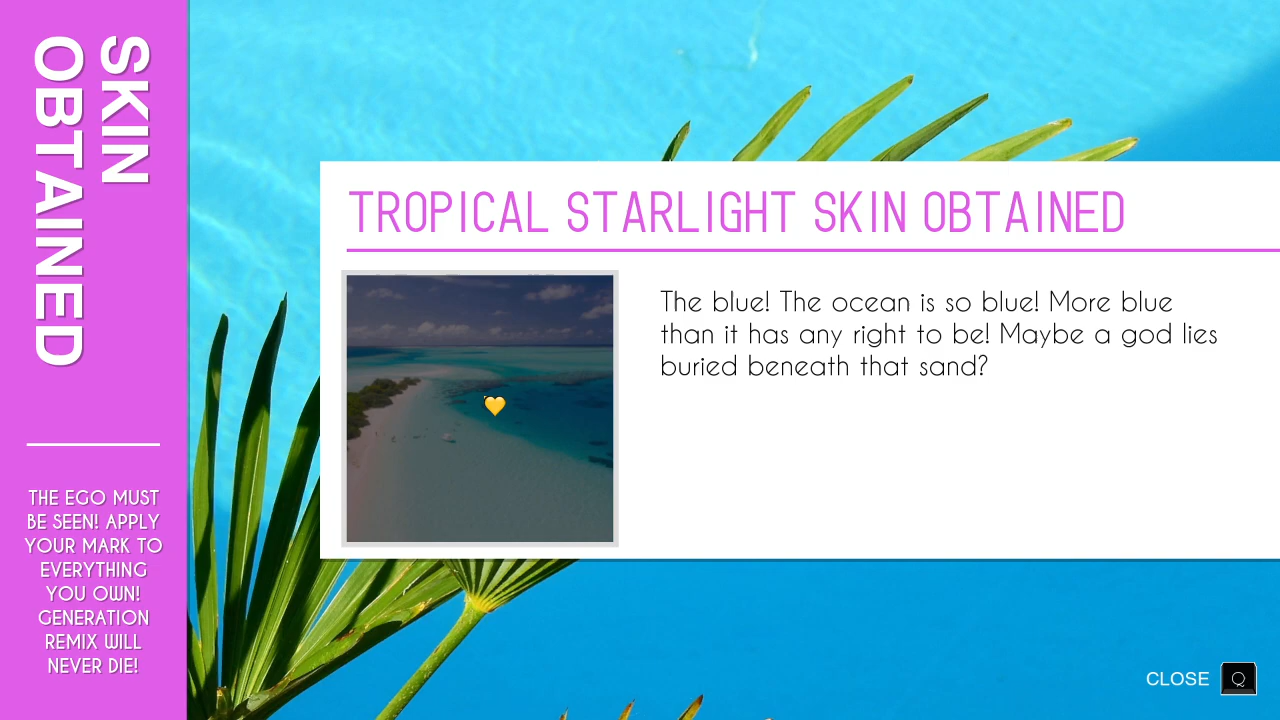 SKIN
OBTAINED
THE EGO MUST
BE SEEN! APPLY
YOUR MARK TO
EVERYTHING
YOU OWN!
GENERATION
REMIX WILL
NEVER DIE!
TROPICAL STARLIGHT SKIN OBTAINED
The blue! The ocean is so blue! More blue
than it has any right to be! Maybe a god lies
buried beneath that sand?
CLOSE Q